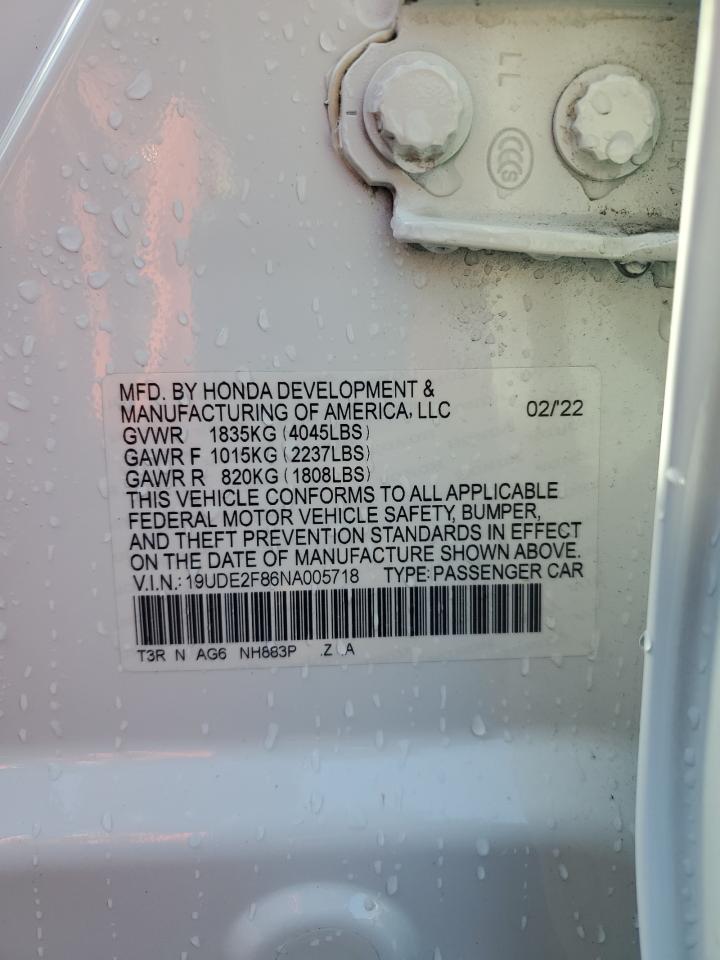 LL
MFD. BY HONDA DEVELOPMENT &
MANUFACTURING OF AMERICA, LLC 02/'22
GVWR 1835KG (4045LBS)
GAWR F 1015KG (2237LBS)
GAWR R 820KG (1808LBS)
THIS VEHICLE CONFORMS TO ALL APPLICABLE
FEDERAL MOTOR VEHICLE SAFETY, BUMPER,
AND THEFT PREVENTION STANDARDS IN EFFECT
ON THE DATE OF MANUFACTURE SHOWN ABOVE.
V.I.N.: 19UDE2F86NA005718 TYPE: PASSENGER CAR
T3R N AG6 NH883P Z A